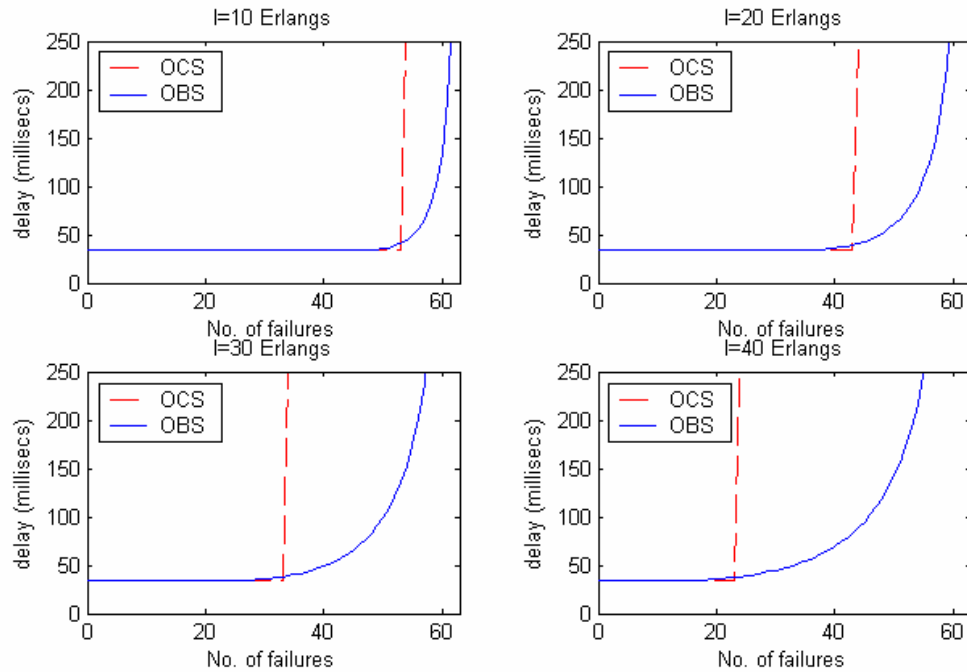 l=10 Erlangs
250
200
150
100
50
0
delay (millisecs)
OCS
OBS
0 20 40 60
No. of failures
l=20 Erlangs
250
200
150
100
50
0
delay (millisecs)
OCS
OBS
0 20 40 60
No. of failures
l=30 Erlangs
250
200
150
100
50
0
delay (millisecs)
OCS
OBS
0 20 40 60
No. of failures
l=40 Erlangs
250
200
150
100
50
0
delay (millisecs)
OCS
OBS
0 20 40 60
No. of failures